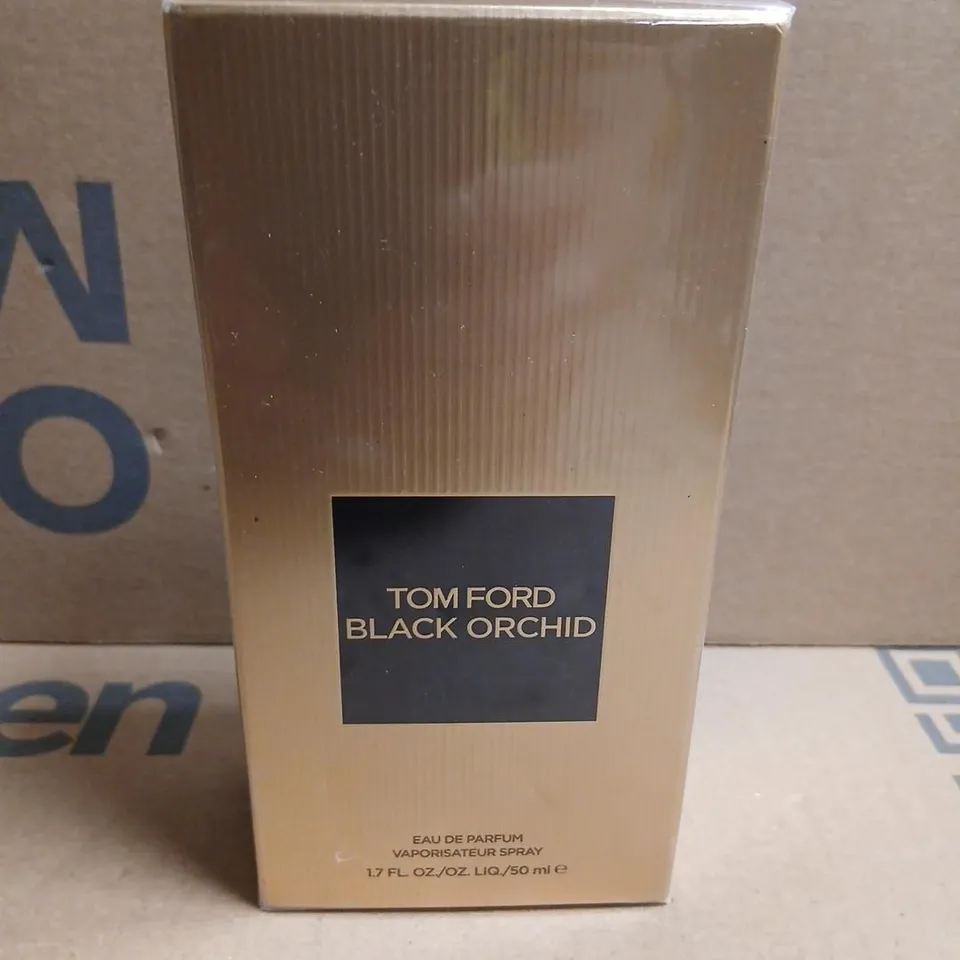 M
O
en
TOM FORD
BLACK ORCHID
EAU DE PARFUM
VAPORISATEUR SPRAY
1.7 FL. OZ./OZ. LIQ./50 ml ℮